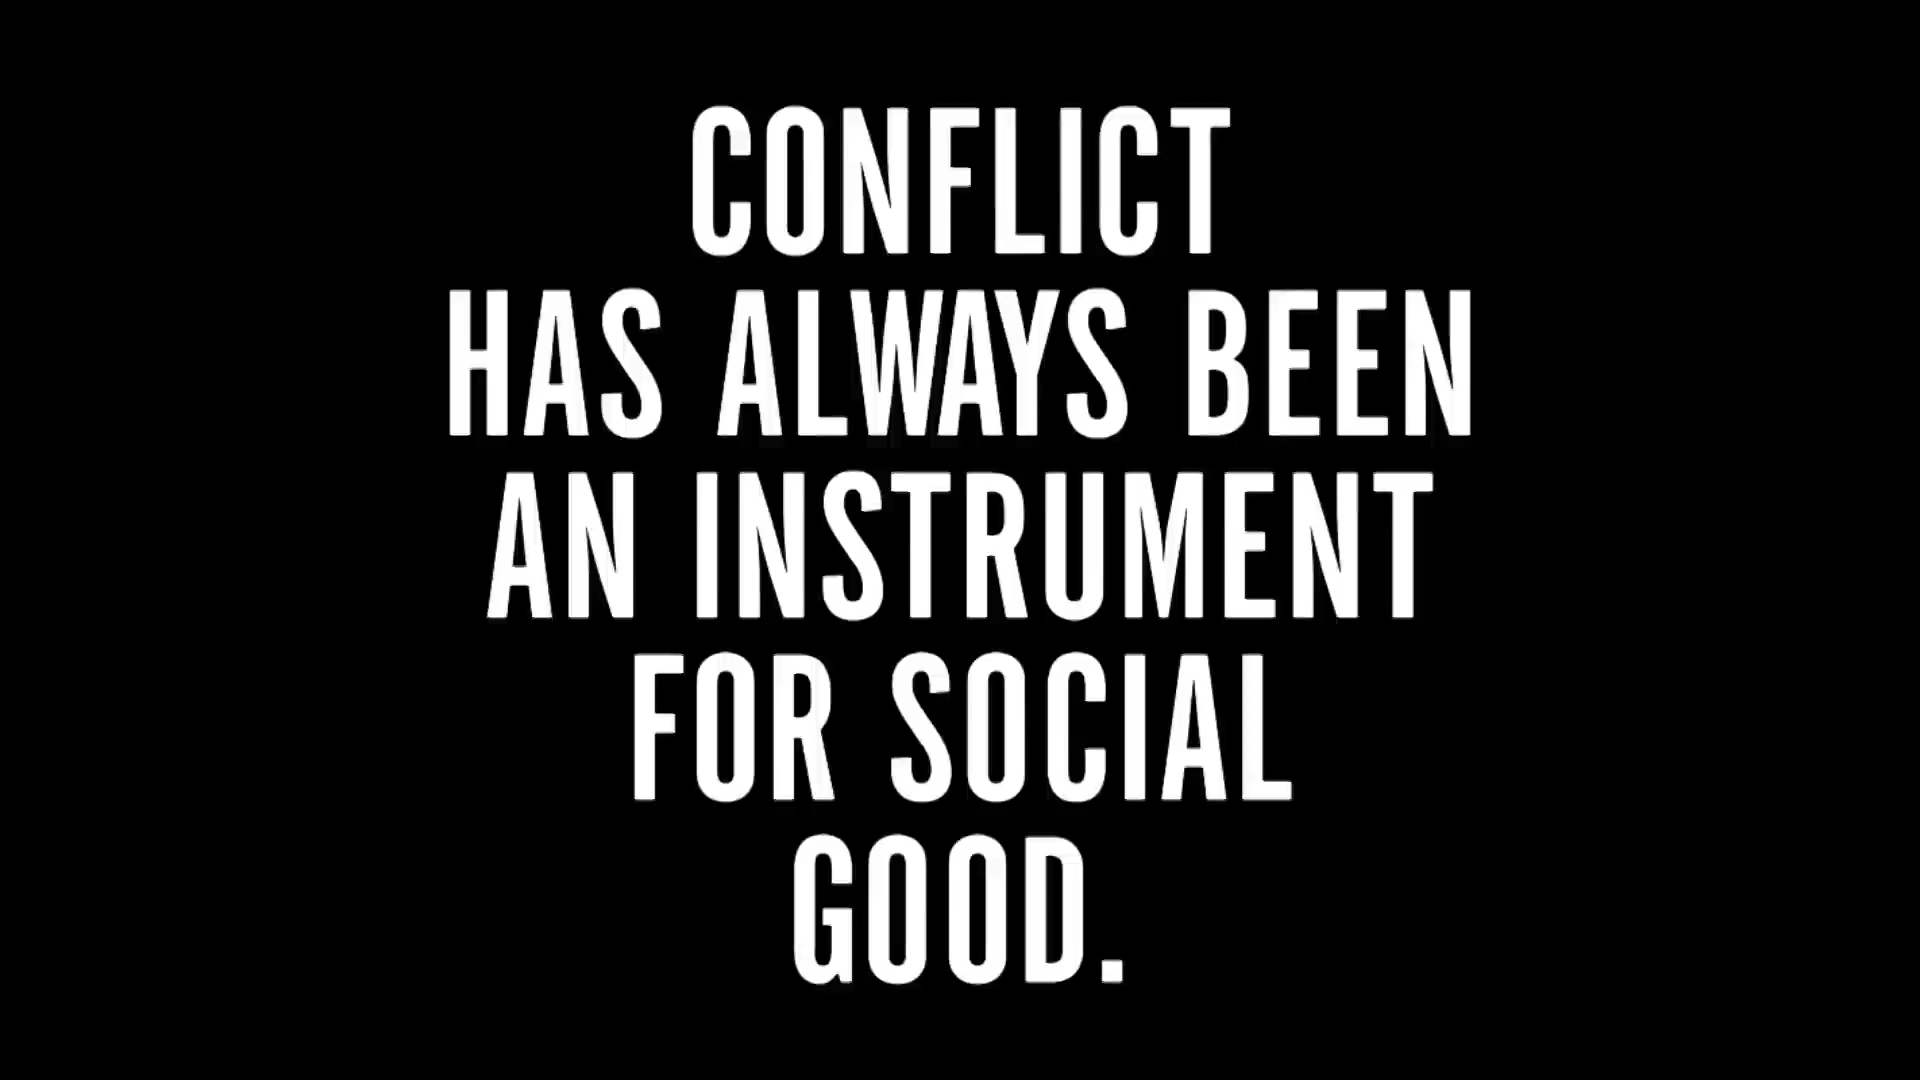 CONFLICT
HAS ALWAYS BEEN
AN INSTRUMENT
FOR SOCIAL
GOOD.